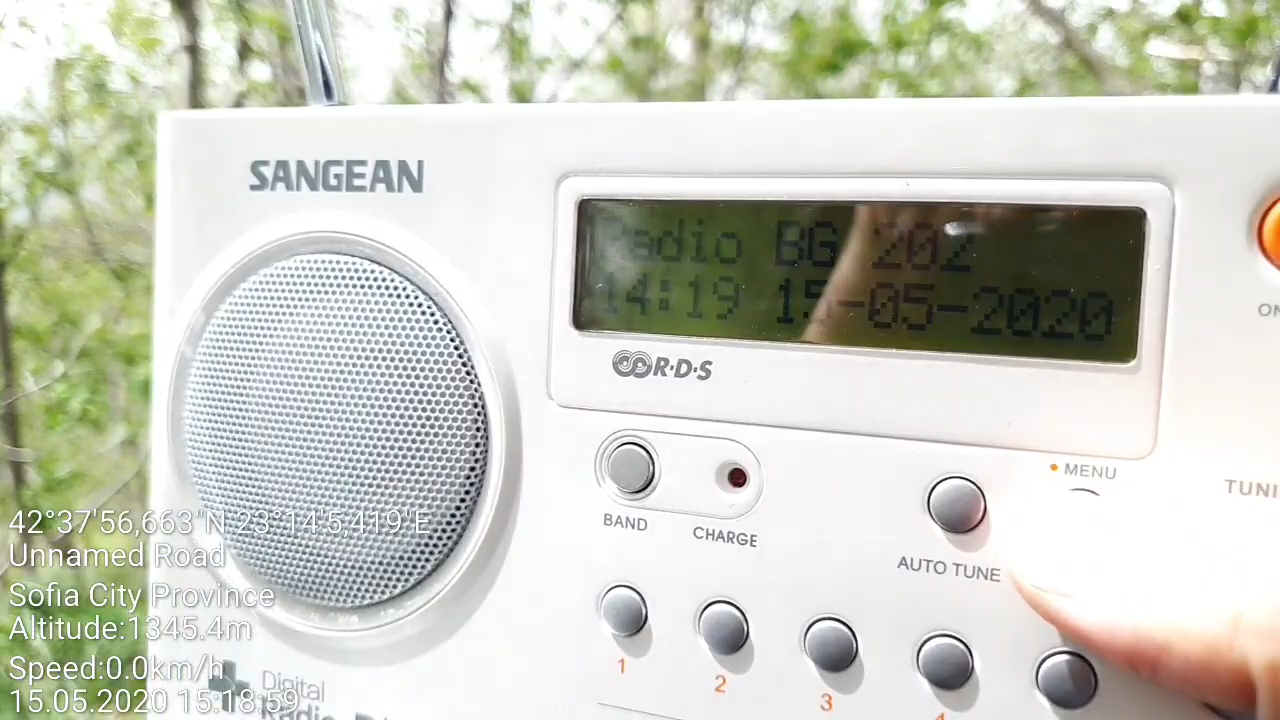 SANGEAN
Radio BG 202
14:19 15-05-2020
R·D·S
BAND
CHARGE
AUTO TUNE
MENU
TUNI
ON
1
2
3
4
Digital
Radio
42°37'56,663"N 23°14'5,419"E
Unnamed Road
Sofia City Province
Altitude:1345.4m
Speed:0.0km/h
15.05.2020 15:18:59